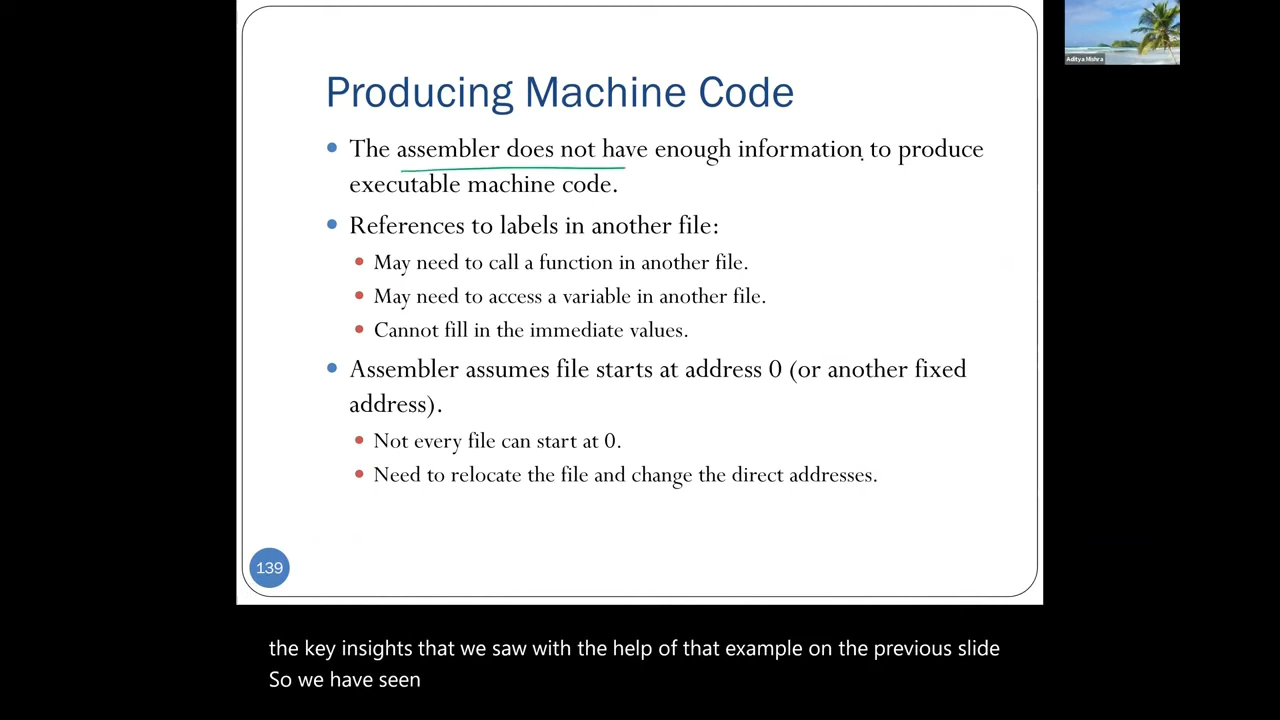 Aditya Mishra
Producing Machine Code
• The assembler does not have enough information to produce
executable machine code.
• References to labels in another file:
• May need to call a function in another file.
• May need to access a variable in another file.
• Cannot fill in the immediate values.
• Assembler assumes file starts at address 0 (or another fixed
address).
• Not every file can start at 0.
• Need to relocate the file and change the direct addresses.
139
the key insights that we saw with the help of that example on the previous slide
So we have seen